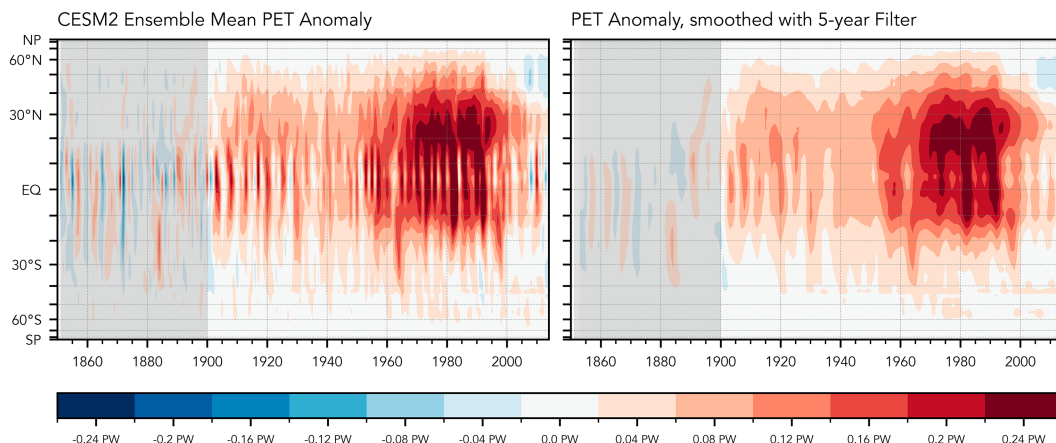 CESM2 Ensemble Mean PET Anomaly
PET Anomaly, smoothed with 5-year Filter
NP
60°N
30°N
EQ
30°S
60°S
SP
1860 1880 1900 1920 1940 1960 1980 2000
1860 1880 1900 1920 1940 1960 1980 2000
-0.24 PW -0.2 PW -0.16 PW -0.12 PW -0.08 PW -0.04 PW 0.0 PW 0.04 PW 0.08 PW 0.12 PW 0.16 PW 0.2 PW 0.24 PW